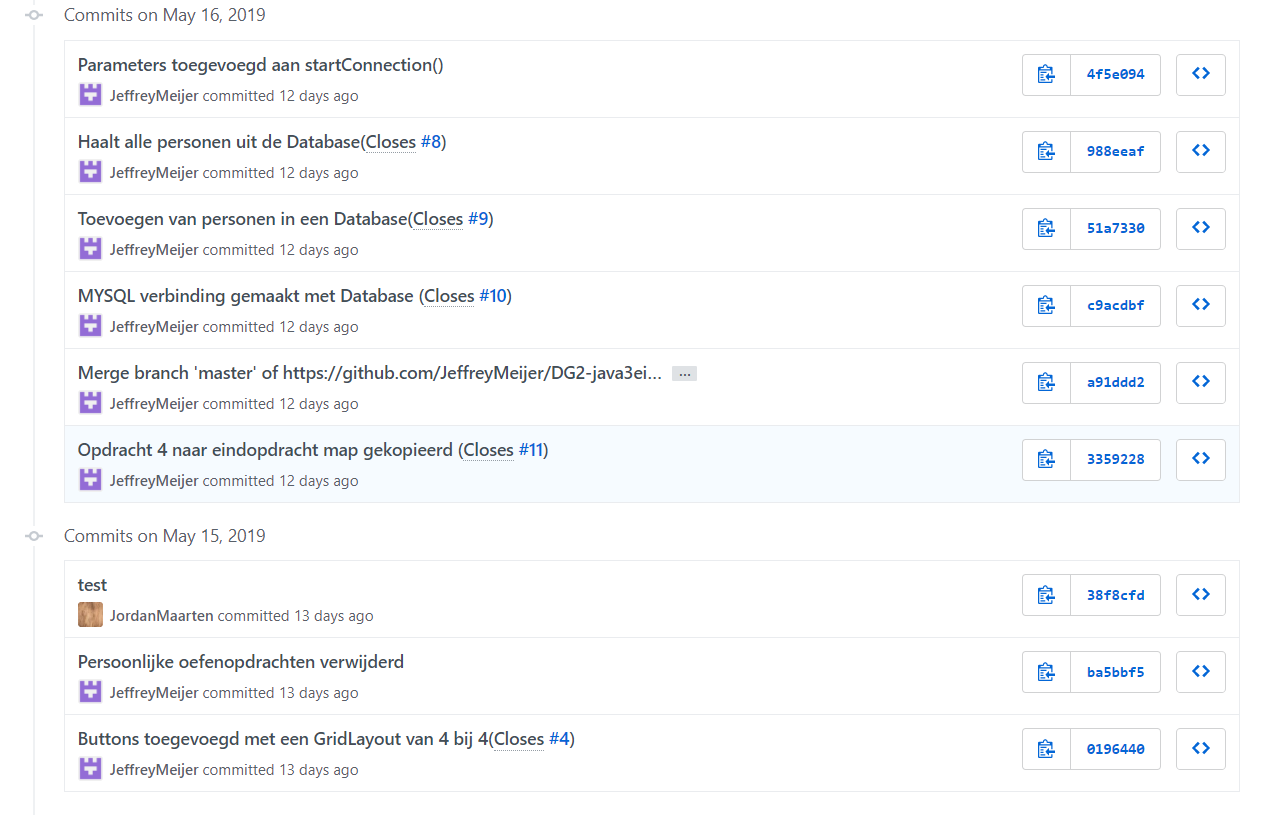 Commits on May 16, 2019
Parameters toegevoegd aan startConnection()
4f5e094
JeffreyMeijer committed 12 days ago
Haalt alle personen uit de Database(Closes #8)
988eeaf
JeffreyMeijer committed 12 days ago
Toevoegen van personen in een Database(Closes #9)
51a7330
JeffreyMeijer committed 12 days ago
MYSQL verbinding gemaakt met Database (Closes #10)
c9acdbf
JeffreyMeijer committed 12 days ago
Merge branch 'master' of https://github.com/JeffreyMeijer/DG2-java3ei... …
a91ddd2
JeffreyMeijer committed 12 days ago
Opdracht 4 naar eindopdracht map gekopieerd (Closes #11)
3359228
JeffreyMeijer committed 12 days ago
Commits on May 15, 2019
test
38f8cfd
JordanMaarten committed 13 days ago
Persoonlijke oefenopdrachten verwijderd
ba5bbf5
JeffreyMeijer committed 13 days ago
Buttons toegevoegd met een GridLayout van 4 bij 4(Closes #4)
0196440
JeffreyMeijer committed 13 days ago